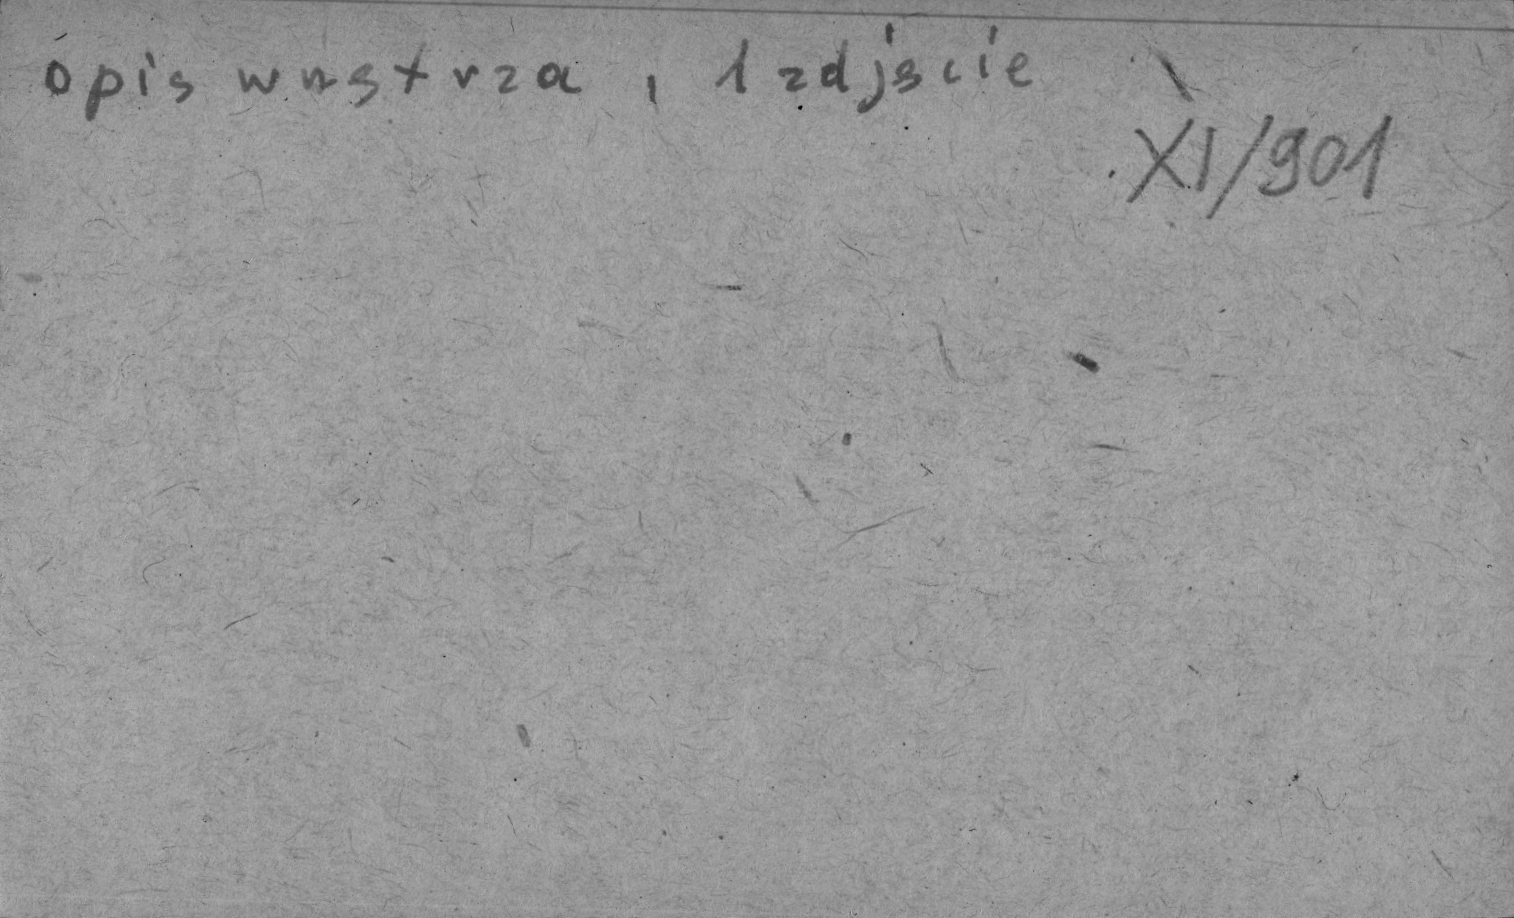 opis wnętrza, 1 zdjęcie
XI/901